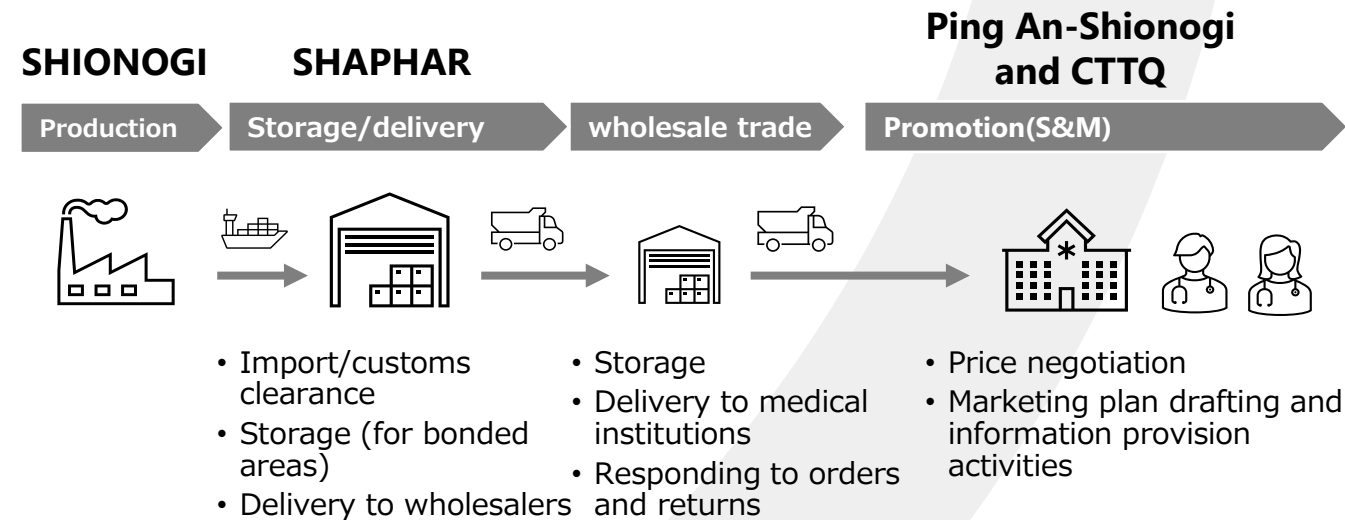 Ping An-Shionogi
and CTTQ
SHIONOGI
SHAPHAR
Production
Storage/delivery
wholesale trade
Promotion(S&M)
• Import/customs
clearance
• Storage (for bonded
areas)
• Delivery to wholesalers
• Storage
• Delivery to medical
institutions
• Responding to orders
and returns
• Price negotiation
• Marketing plan drafting and
information provision
activities